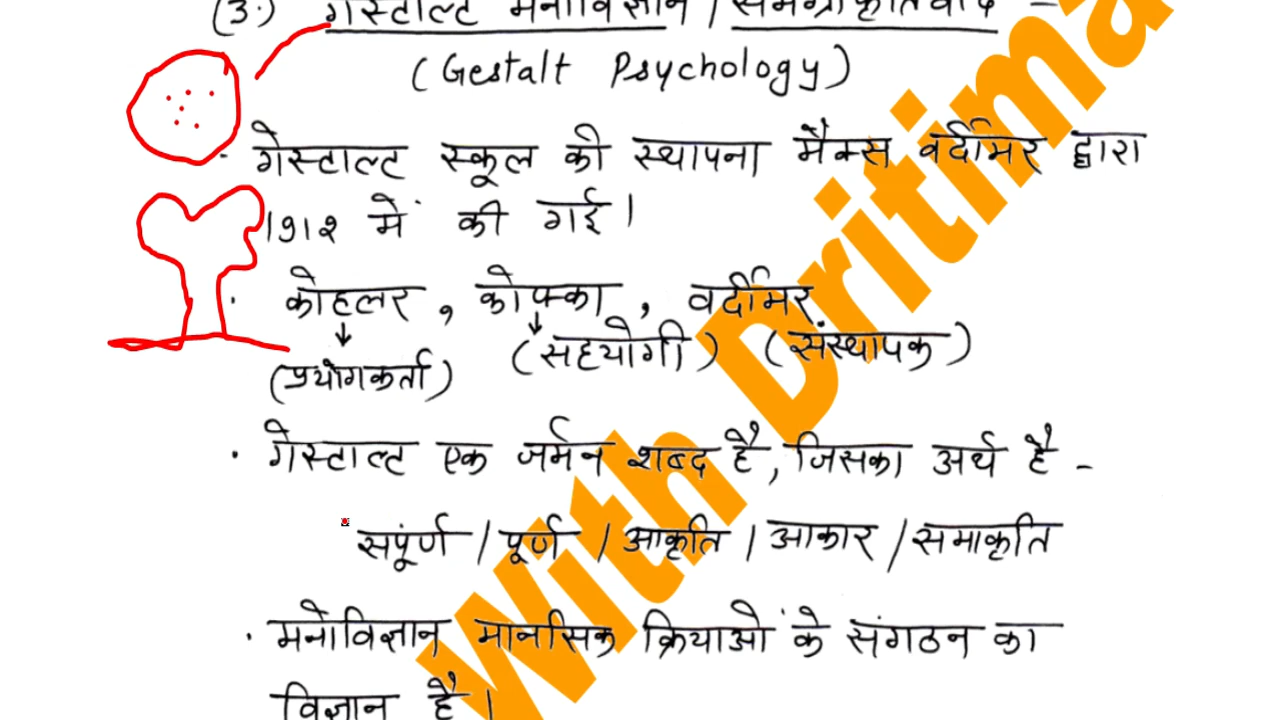 (3.) गेस्टाल्ट मनोविज्ञान / समग्राकृतिवाद -
(Gestalt Psychology)
· गेस्टाल्ट स्कूल की स्थापना मैक्स वर्दीमर द्वारा
1912 में की गई।
· कोहलर, कोफ्का, वर्दीमर
(प्रयोगकर्ता) (सहयोगी) (संस्थापक)
· गेस्टाल्ट एक जर्मन शब्द है, जिसका अर्थ है -
संपूर्ण / पूर्ण / आकृति / आकार / समाकृति
· मनोविज्ञान मानसिक क्रियाओं के संगठन का
विज्ञान है।
With Dritiman